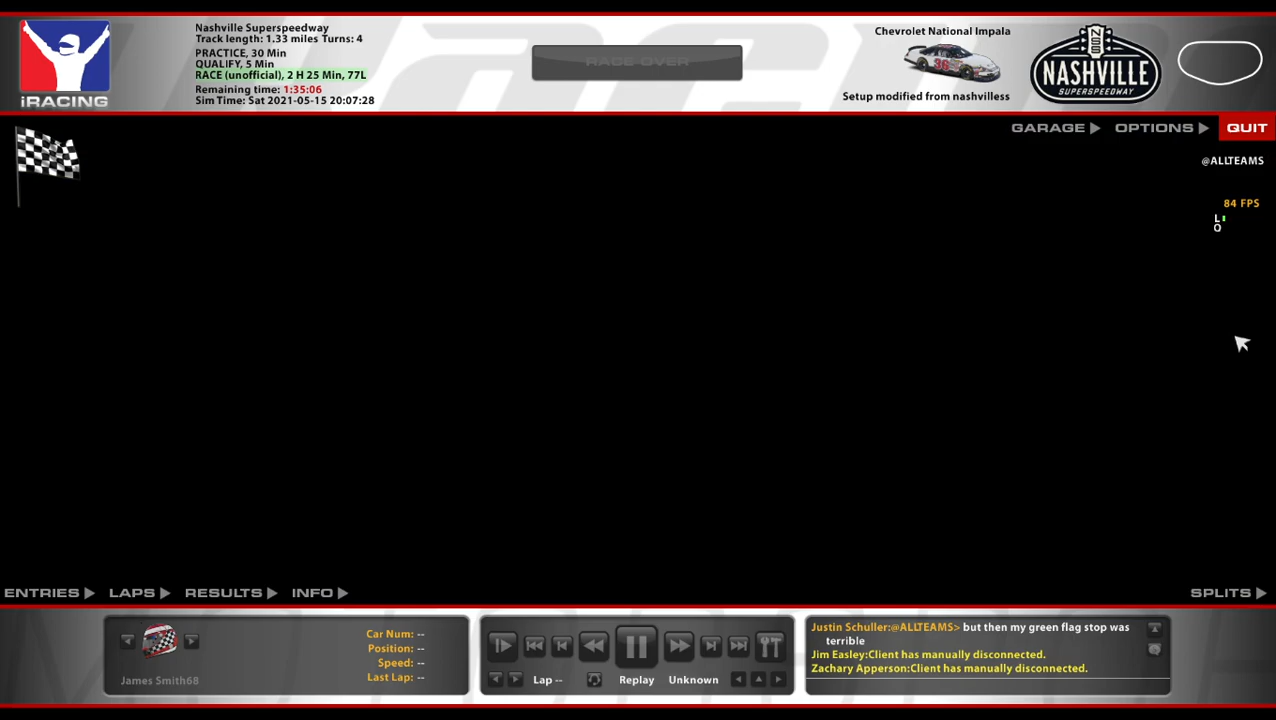 Nashville Superspeedway
Track length: 1.33 miles Turns: 4
PRACTICE, 30 Min
QUALIFY, 5 Min
RACE (unofficial), 2 H 25 Min, 77L
Remaining time: 1:35:06
Sim Time: Sat 2021-05-15 20:07:28
iRACING
RACE OVER
Chevrolet National Impala
Setup modified from nashvilless
NSS
NASHVILLE
SUPERSPEEDWAY
GARAGE OPTIONS QUIT
@ALLTEAMS
84 FPS
L
Q
ENTRIES LAPS RESULTS INFO SPLITS
James Smith68
Car Num: --
Position: --
Speed: --
Last Lap: --
Lap -- Replay Unknown
Justin Schuller:@ALLTEAMS> but then my green flag stop was
terrible
Jim Easley:Client has manually disconnected.
Zachary Apperson:Client has manually disconnected.